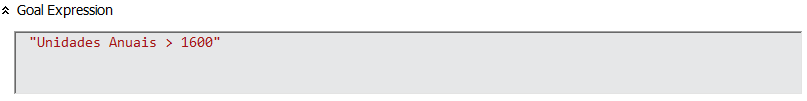 Goal Expression
"Unidades Anuais > 1600"